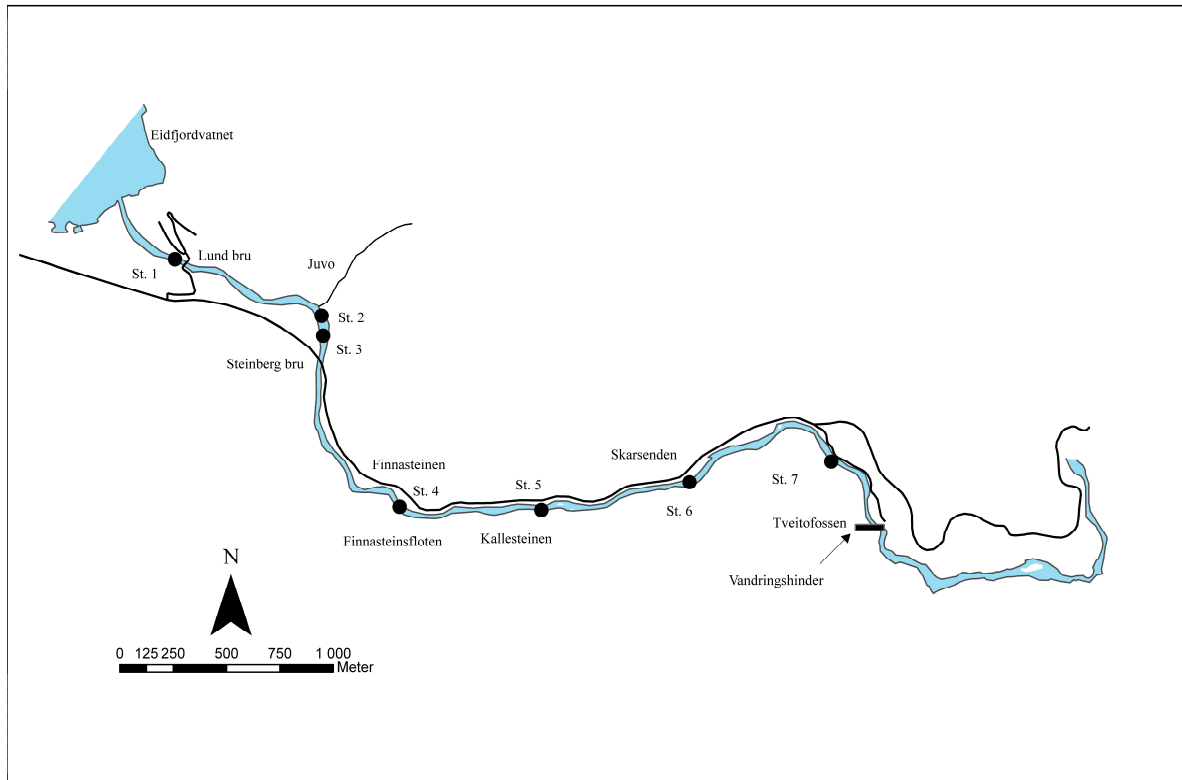 Eidfjordvatnet
Lund bru
St. 1
Juvo
St. 2
St. 3
Steinberg bru
Finnasteinen
St. 4
Finnasteinsfloten
St. 5
Kallesteinen
Skarsenden
St. 6
St. 7
Tveitofossen
Vandringshinder
N
0 125 250 500 750 1 000
Meter